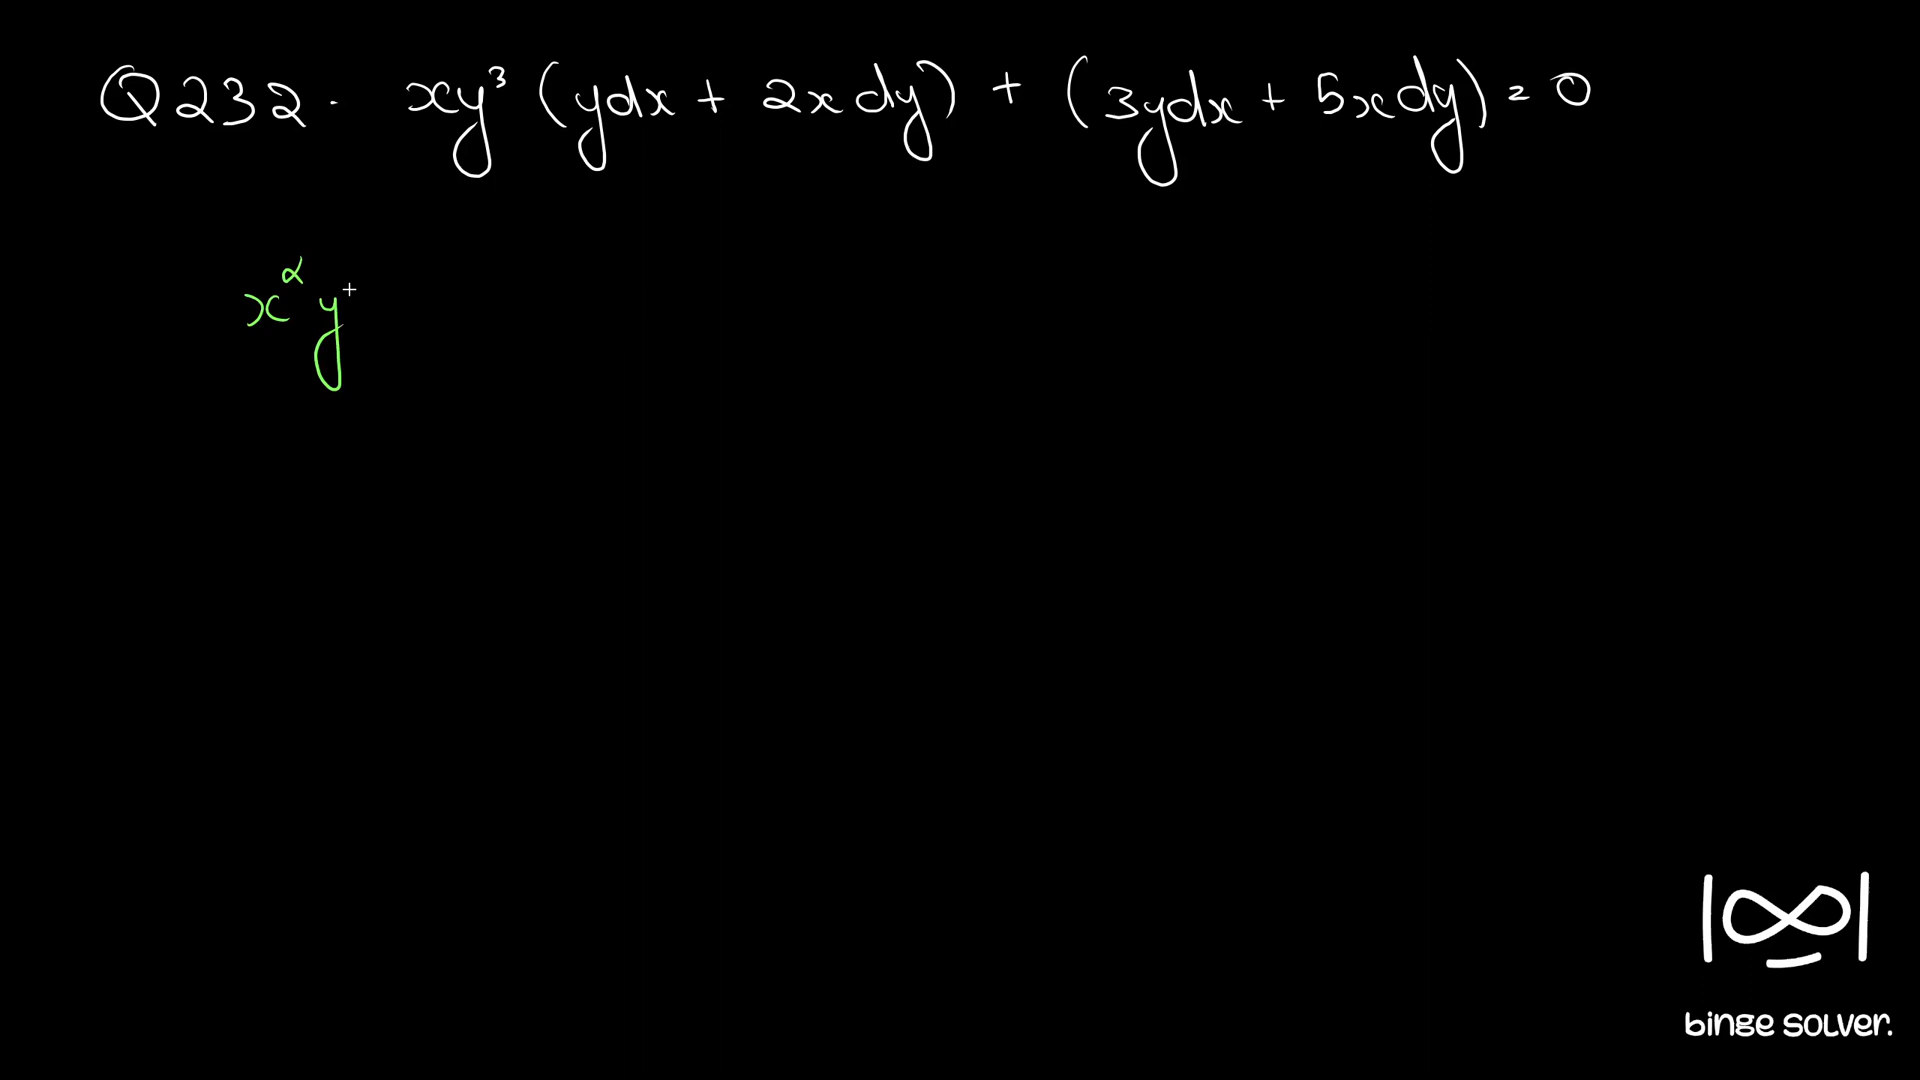 Q232. xy³ (ydx + 2xdy) + (3ydx + 5xdy) = 0
x^α y
binge solver.